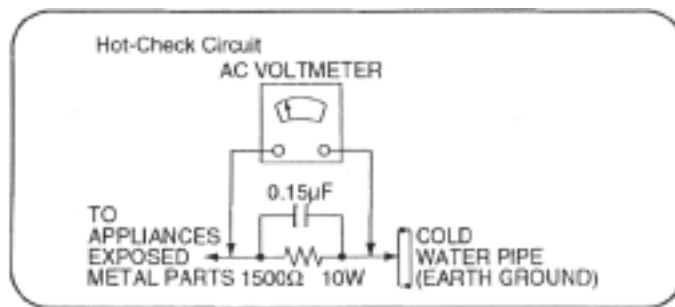 Hot-Check Circuit
AC VOLTMETER
0.15µF
TO
APPLIANCES
EXPOSED
METAL PARTS
1500Ω 10W
COLD
WATER PIPE
(EARTH GROUND)